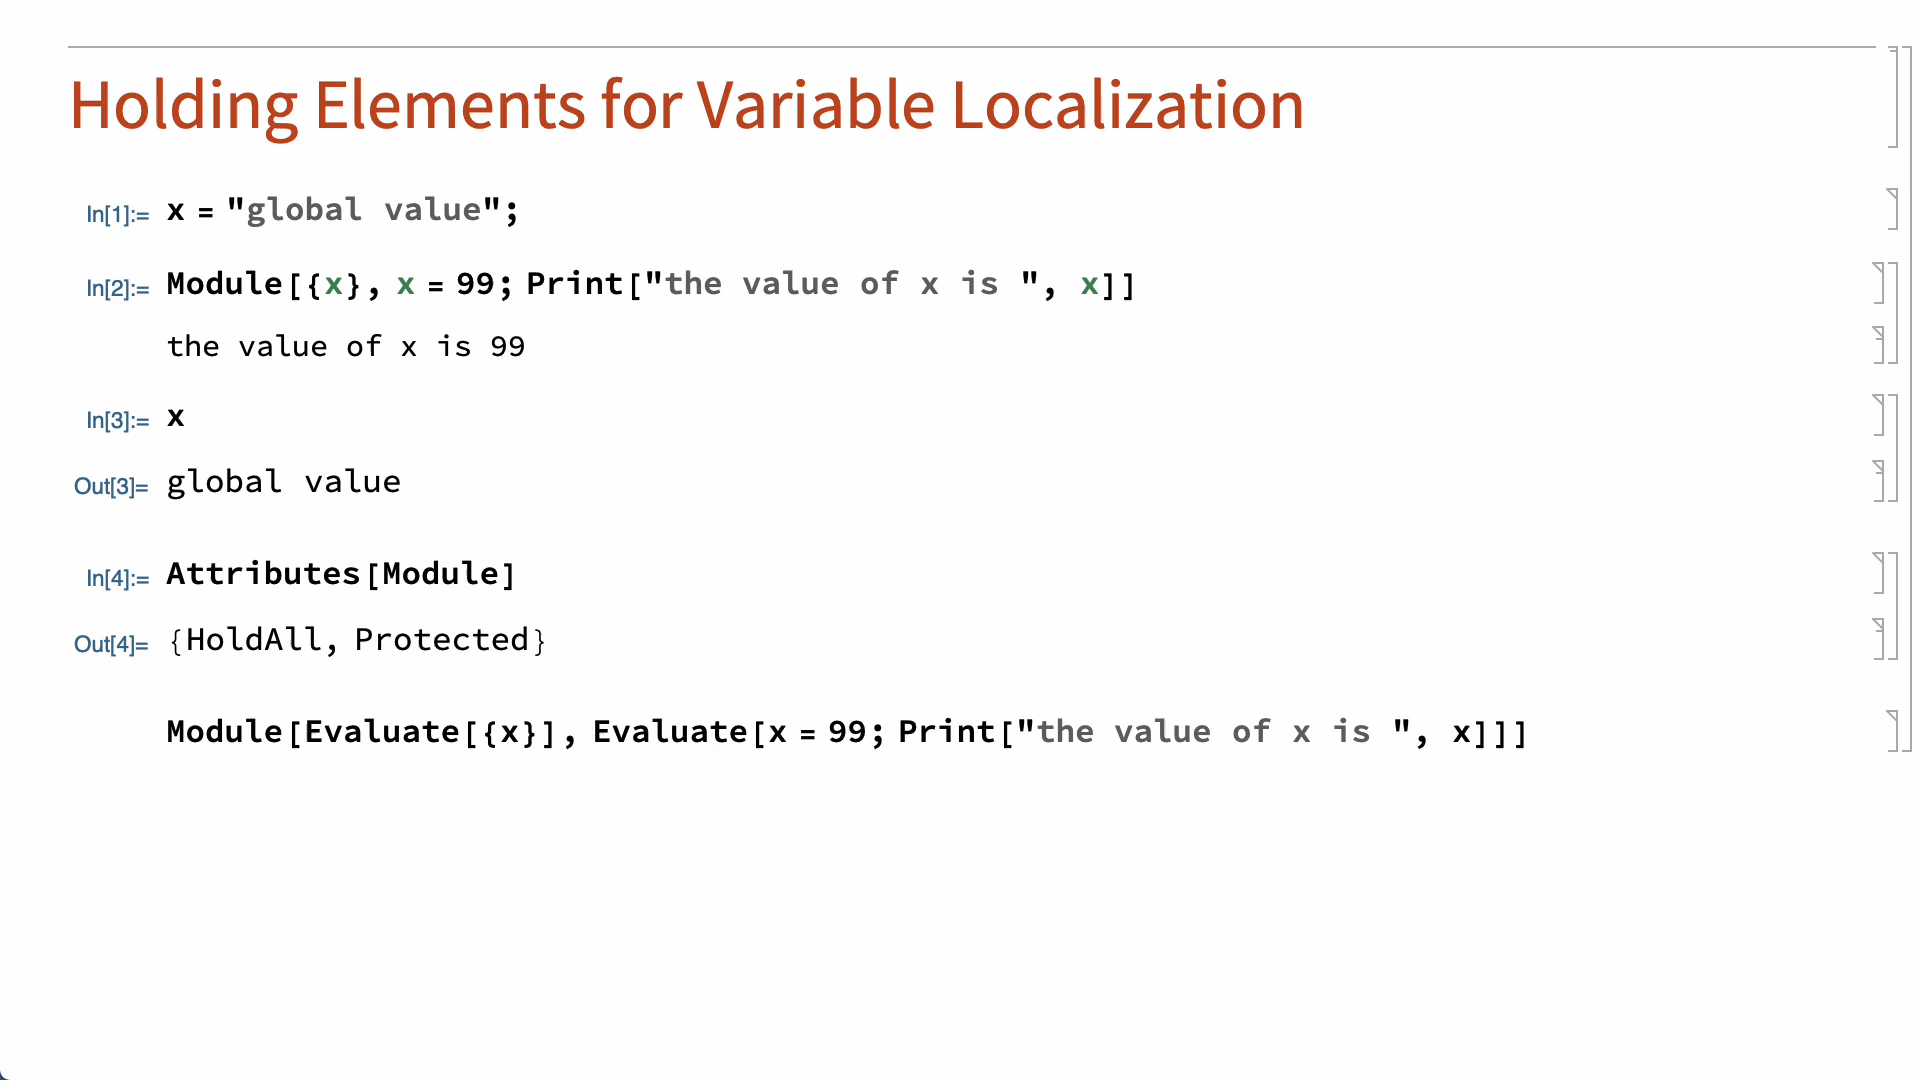 Holding Elements for Variable Localization
In[1]:= x = "global value";
In[2]:= Module[{x}, x = 99; Print["the value of x is ", x]]
the value of x is 99
In[3]:= x
Out[3]= global value
In[4]:= Attributes[Module]
Out[4]= {HoldAll, Protected}
Module[Evaluate[{x}], Evaluate[x = 99; Print["the value of x is ", x]]]